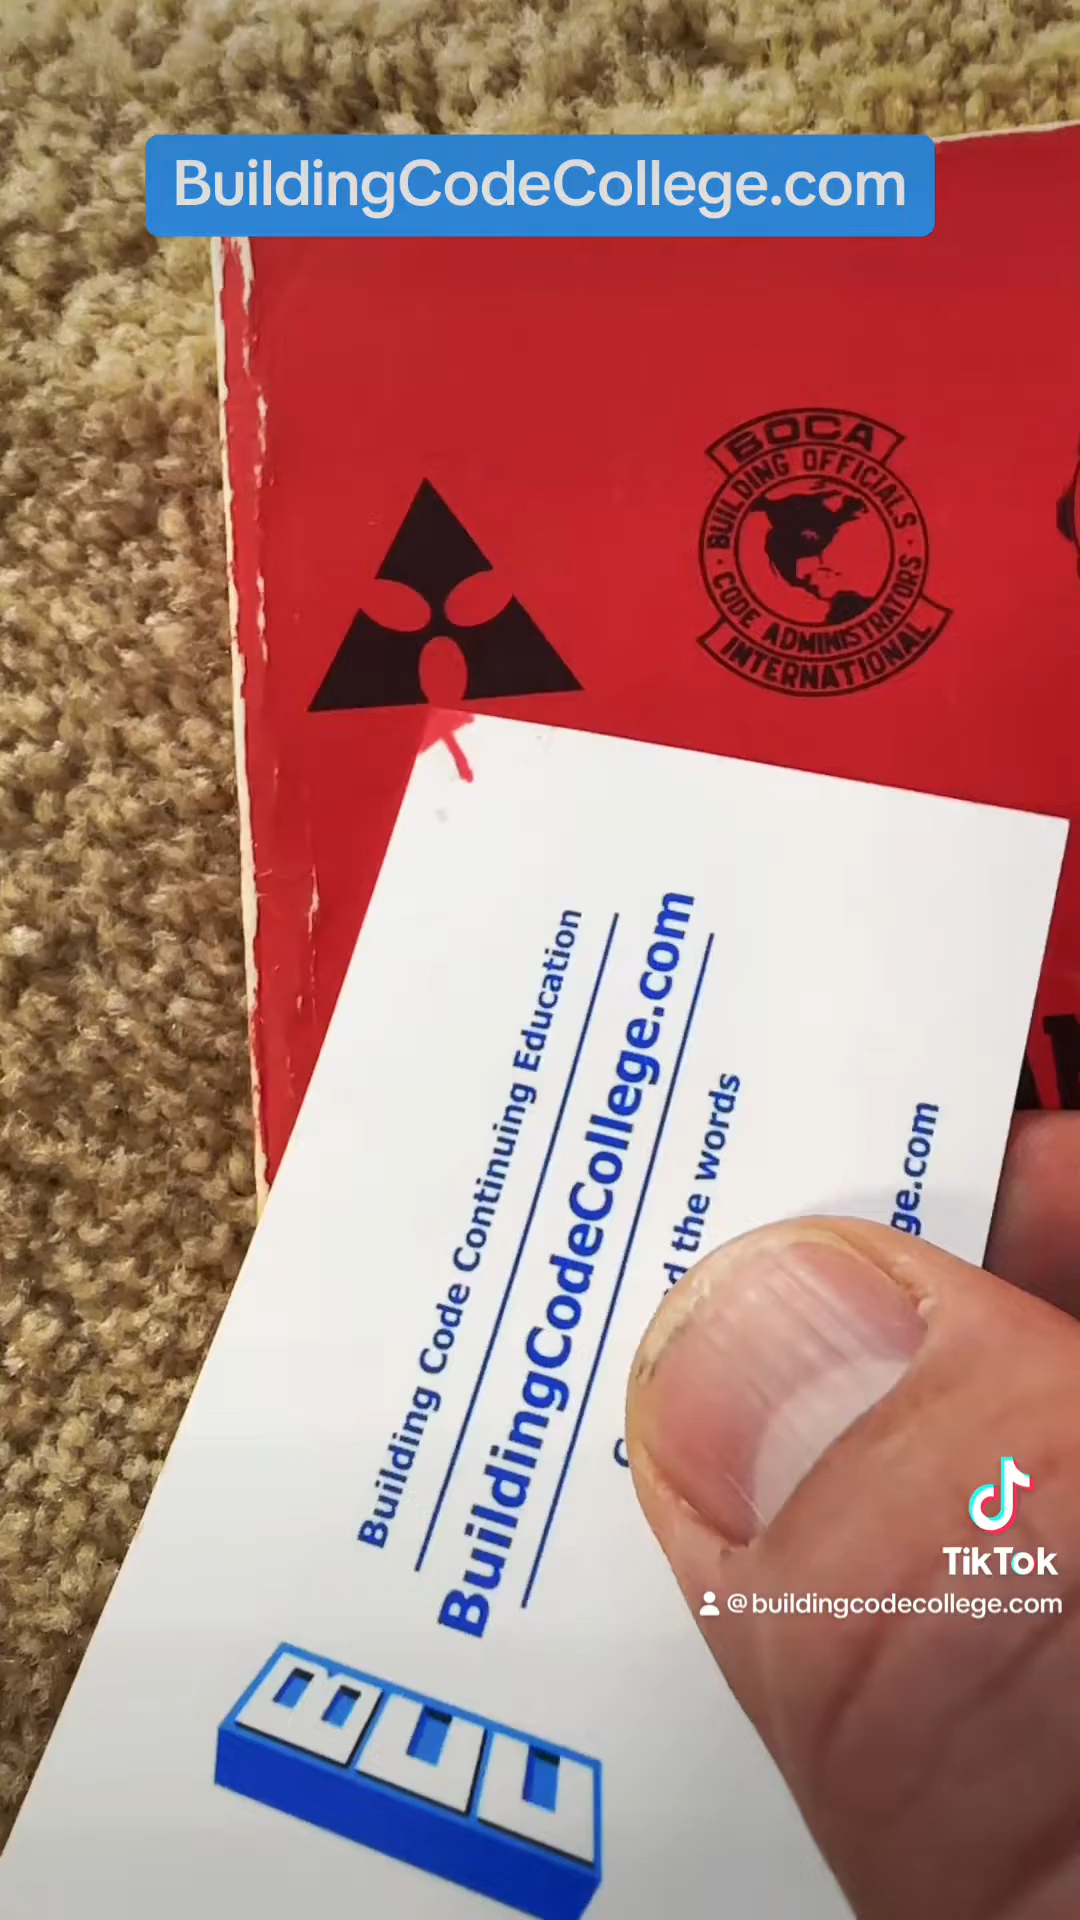 BuildingCodeCollege.com
BOCA
BUILDING OFFICIALS
CODE ADMINISTRATORS
INTERNATIONAL
Building Code Continuing Education
BuildingCodeCollege.com
the words
ge.com
BCC
TikTok
@buildingcodecollege.com